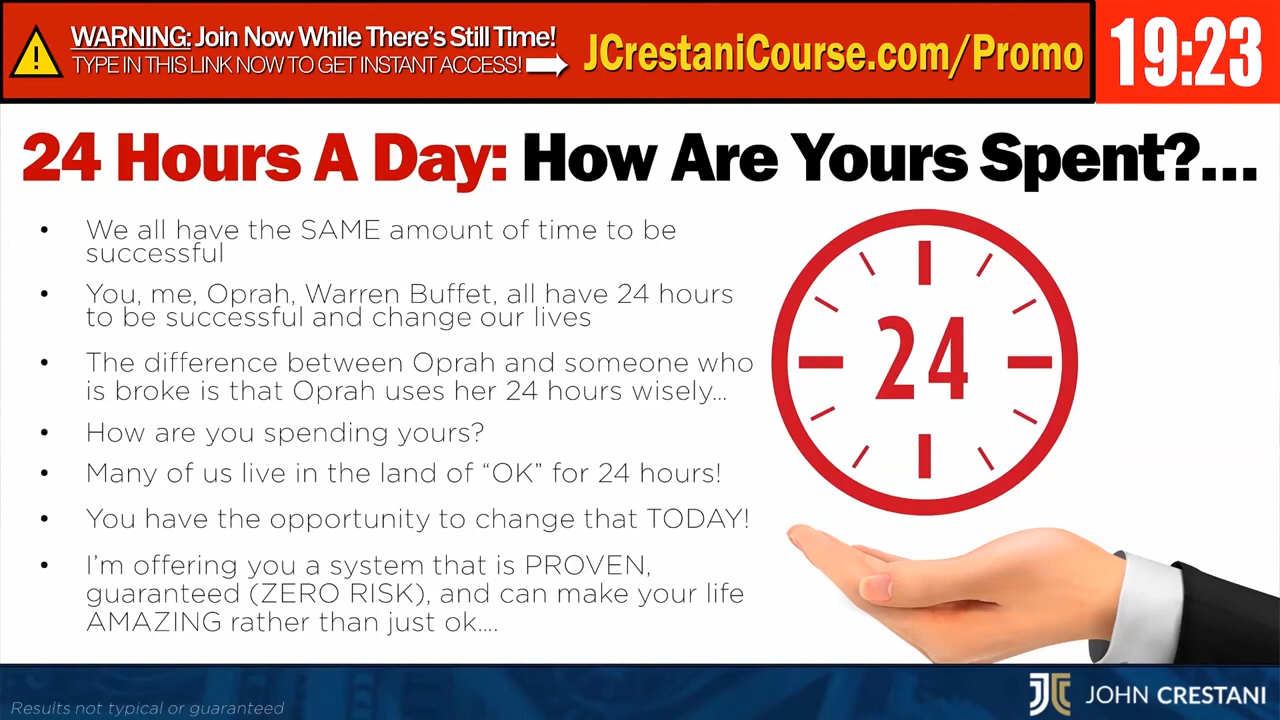 WARNING: Join Now While There's Still Time!
TYPE IN THIS LINK NOW TO GET INSTANT ACCESS!
JCrestaniCourse.com/Promo
19:23
24 Hours A Day: How Are Yours Spent?...
• We all have the SAME amount of time to be
successful
• You, me, Oprah, Warren Buffet, all have 24 hours
to be successful and change our lives
• The difference between Oprah and someone who
is broke is that Oprah uses her 24 hours wisely...
• How are you spending yours?
• Many of us live in the land of “OK” for 24 hours!
• You have the opportunity to change that TODAY!
• I'm offering you a system that is PROVEN,
guaranteed (ZERO RISK), and can make your life
AMAZING rather than just ok....
24
Results not typical or guaranteed
JC JOHN CRESTANI